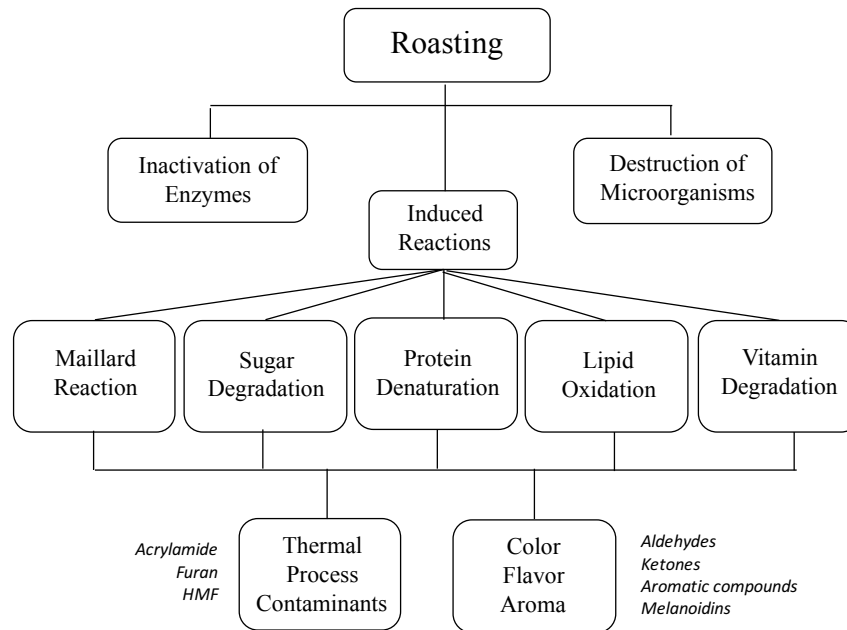 Roasting
Inactivation of
Enzymes
Destruction of
Microorganisms
Induced
Reactions
Maillard
Reaction
Sugar
Degradation
Protein
Denaturation
Lipid
Oxidation
Vitamin
Degradation
Acrylamide
Furan
HMF
Thermal
Process
Contaminants
Color
Flavor
Aroma
Aldehydes
Ketones
Aromatic compounds
Melanoidins